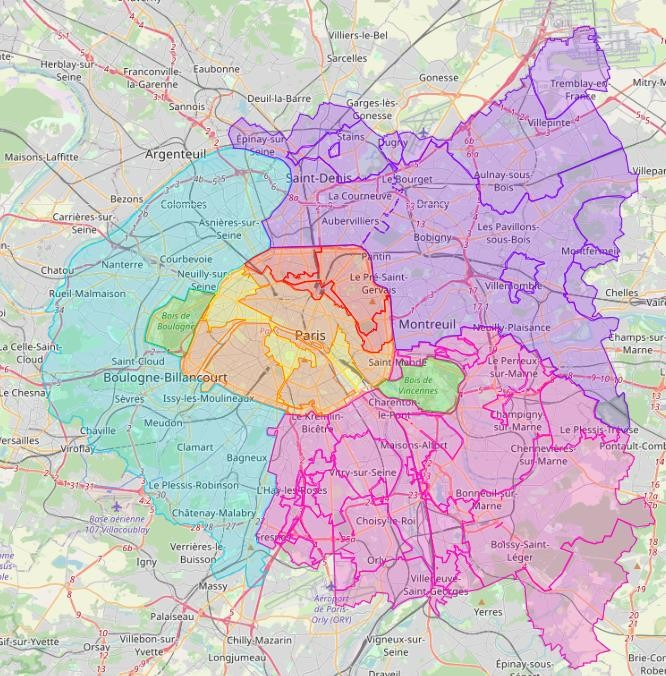 Villiers-le-Bel
Herblay-sur-
Seine
Franconville-
la-Garenne
Eaubonne
Sarcelles
Gonesse
Tremblay-en-
France
Mitry-M
Sannois
Deuil-la-Barre
Garges-lès-
Gonesse
Villepinte
Épinay-sur-
Seine
Stains
Dugny
Maisons-Laffitte
Argenteuil
Saint-Denis
Le Bourget
Aulnay-sous-
Bois
Villepar
Bezons
Colombes
La Courneuve
Drancy
Carrières-sur-
Seine
Asnières-sur-
Seine
Aubervilliers
Bobigny
Les Pavillons-
sous-Bois
Montfermeil
Courbevoie
Pantin
Chatou
Nanterre
Neuilly-sur-
Seine
Le Pré-Saint-
Gervais
Villemomble
Rueil-Malmaison
Chelles
Vaires
Bois de
Boulogne
Montreuil
Neuilly-Plaisance
Paris
La Celle-Saint-
Cloud
Saint-Cloud
Saint-Mandé
Le Perreux-
sur-Marne
Champs-sur-
Marne
Boulogne-Billancourt
Bois de
Vincennes
Le Chesnay
Sèvres
Issy-les-Moulineaux
Charenton-
le-Pont
Le Kremlin-
Bicêtre
Champigny-
sur-Marne
Meudon
Chaville
Le Plessis-Trévise
Versailles
Viroflay
Clamart
Maisons-Alfort
Chennevières-
sur-Marne
Pontault-Comb
Bagneux
Vitry-sur-Seine
Le Plessis-Robinson
L'Haÿ-les-Roses
Bonneuil-sur-
Marne
Châtenay-Malabry
Choisy-le-Roi
Base aérienne
107 Villacoublay
Fresnes
Verrières-le-
Buisson
Boissy-Saint-
Léger
Igny
Orly
Massy
Villeneuve-
Saint-Georges
Aéroport
de Paris-
Orly (ORY)
Palaiseau
Yerres
Gif-sur-Yvette
Orsay
Villebon-sur-
Yvette
Chilly-Mazarin
Longjumeau
Vigneux-sur-
Seine
Draveil
Épinay-sous-
Brie-Con
Rober